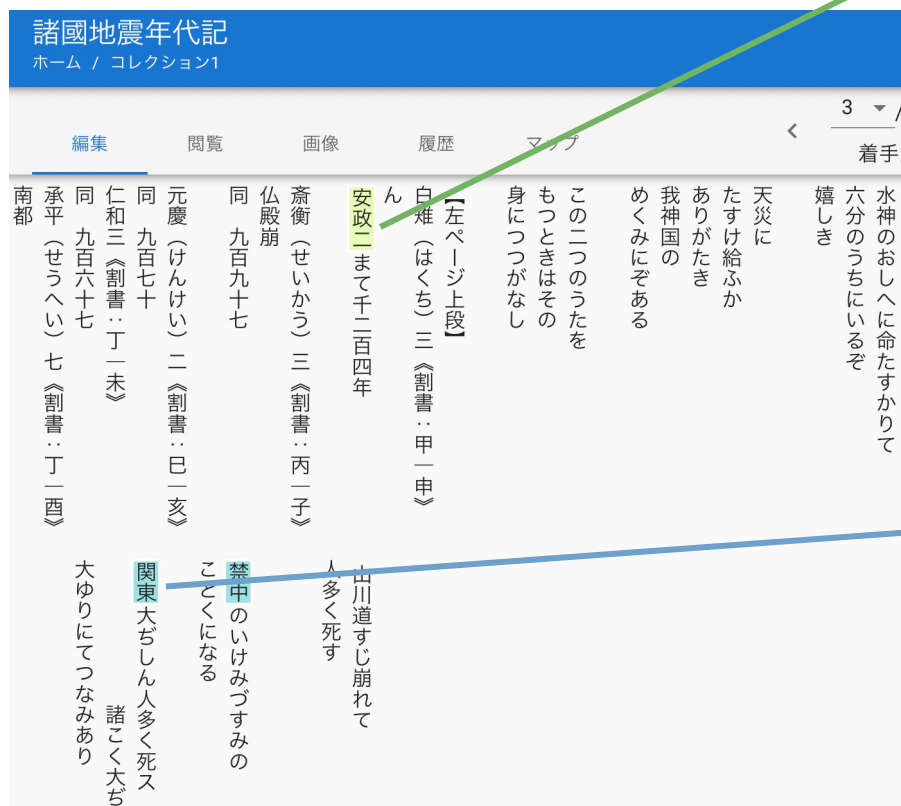 諸國地震年代記
ホーム / コレクション1
編集 閲覧 画像 履歴 マップ
3 /
着手
水神のおしへに命たすかりて
六分のうちにいるぞ
嬉しき
天災に
たすけ給ふか
ありがたき
我神国の
めくみにぞある
この二つのうたを
もつときはその
身につつがなし
【左ページ上段】
白雉（はくち）三《割書：甲―申》
ん
安政二まて千二百四年　山川道すじ崩れて
人多く死す
斎衡（せいかう）三《割書：丙―子》
仏殿崩
同　九百九十七　禁中のいけみづすみの
ことくになる
元慶（けんけい）二《割書：巳―亥》
同　九百七十　関東大ぢしん人多く死ス
仁和三《割書：丁―未》　諸こく大ぢ
同　九百六十七　大ゆりにてつなみあり
承平（せうへい）七《割書：丁―酉》
南都